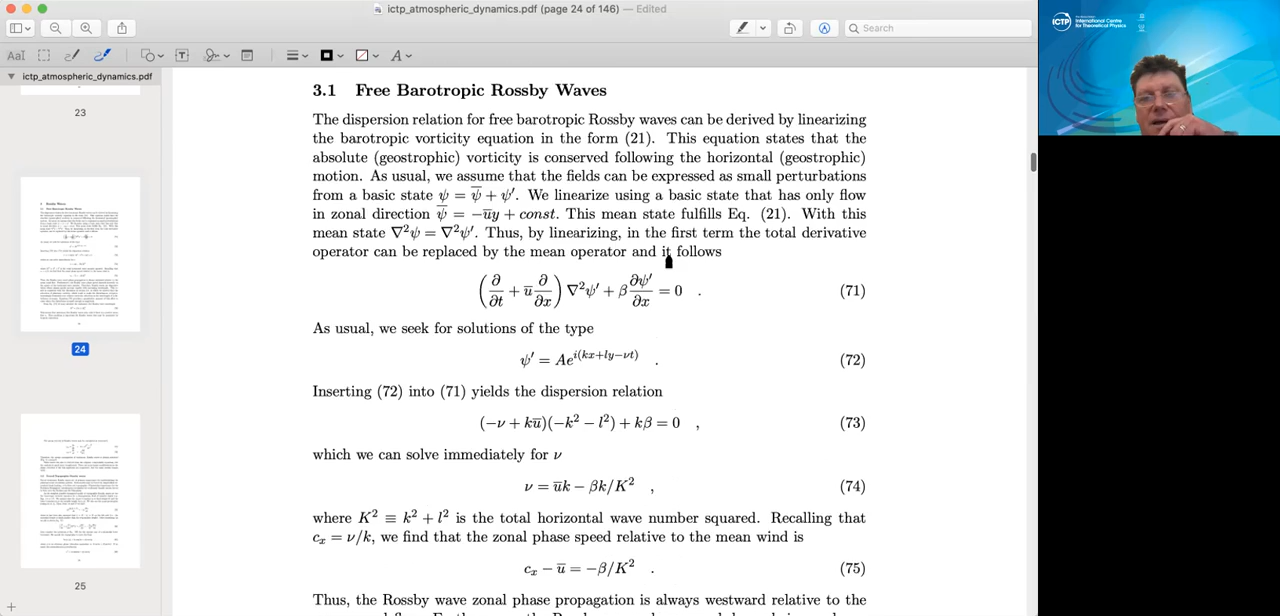 ictp_atmospheric_dynamics.pdf (page 24 of 146) — Edited
Search
ictp_atmospheric_dynamics.pdf
23
24
25
3.1 Free Barotropic Rossby Waves
The dispersion relation for free barotropic Rossby waves can be derived by linearizing
the barotropic vorticity equation in the form (21). This equation states that the
absolute (geostrophic) vorticity is conserved following the horizontal (geostrophic)
motion. As usual, we assume that the fields can be expressed as small perturbations
from a basic state ψ = ψ̅ + ψ′. We linearize using a basic state that has only flow
in zonal direction ψ̅ = −u̅y + const. This mean state fulfills Eq. (21). With this
mean state ∇²ψ = ∇²ψ′. Thus, by linearizing, in the first term the total derivative
operator can be replaced by the mean operator and it follows
(∂/∂t + u̅ ∂/∂x) ∇²ψ′ + β ∂ψ′/∂x = 0 . (71)
As usual, we seek for solutions of the type
ψ′ = Ae^{i(kx+ly−νt)} . (72)
Inserting (72) into (71) yields the dispersion relation
(−ν + ku̅)(−k² − l²) + kβ = 0 , (73)
which we can solve immediately for ν
ν = u̅k − βk/K² , (74)
where K² ≡ k² + l² is the total horizontal wave number squared. Recalling that
cₓ = ν/k, we find that the zonal phase speed relative to the mean wind is
cₓ − u̅ = −β/K² . (75)
Thus, the Rossby wave zonal phase propagation is always westward relative to the
ICTP
International Centre
for Theoretical Physics